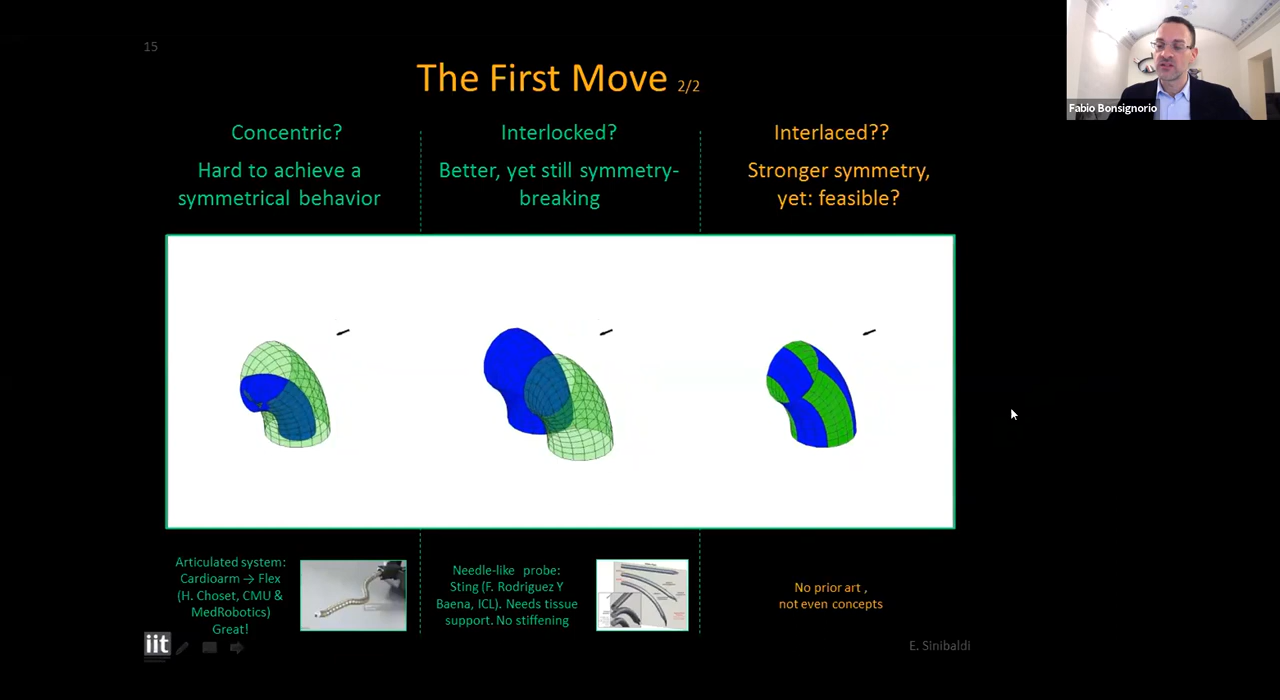 15
The First Move 2/2
Concentric?
Hard to achieve a
symmetrical behavior
Interlocked?
Better, yet still symmetry-
breaking
Interlaced??
Stronger symmetry,
yet: feasible?
Articulated system:
Cardioarm → Flex
(H. Choset, CMU &
MedRobotics)
Great!
Needle-like probe:
Sting (F. Rodriguez Y
Baena, ICL). Needs tissue
support. No stiffening
No prior art ,
not even concepts
iit
E. Sinibaldi
Fabio Bonsignorio